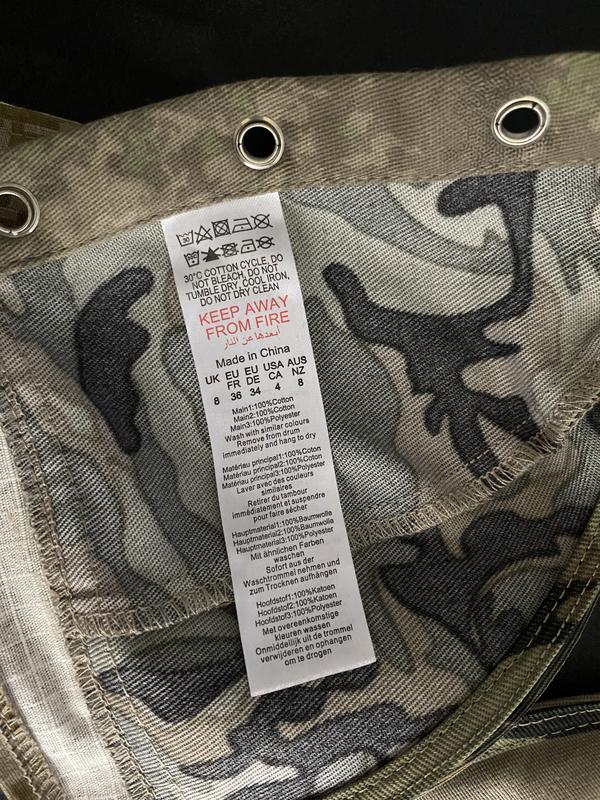 30°C COTTON CYCLE, DO
NOT BLEACH, DO NOT
TUMBLE DRY, COOL IRON,
DO NOT DRY CLEAN
KEEP AWAY
FROM FIRE
أبعدها عن النار
Made in China
UK EU EU USA AUS
FR DE CA NZ
8 36 34 4 8
Main1:100%Cotton
Main2:100%Cotton
Main3:100%Polyester
Wash with similar colours
Remove from drum
immediately and hang to dry
Matériau principal1:100%Coton
Matériau principal2:100%Coton
Matériau principal3:100%Polyester
Laver avec des couleurs
similaires
Retirer du tambour
immédiatement et suspendre
pour faire sécher
Hauptmaterial1:100%Baumwolle
Hauptmaterial2:100%Baumwolle
Hauptmaterial3:100%Polyester
Mit ähnlichen Farben
waschen
Sofort aus der
Waschtrommel nehmen und
zum Trocknen aufhängen
Hoofdstof1:100%Katoen
Hoofdstof2:100%Katoen
Hoofdstof3:100%Polyester
Met overeenkomstige
kleuren wassen
Onmiddellijk uit de trommel
verwijderen en ophangen
om te drogen